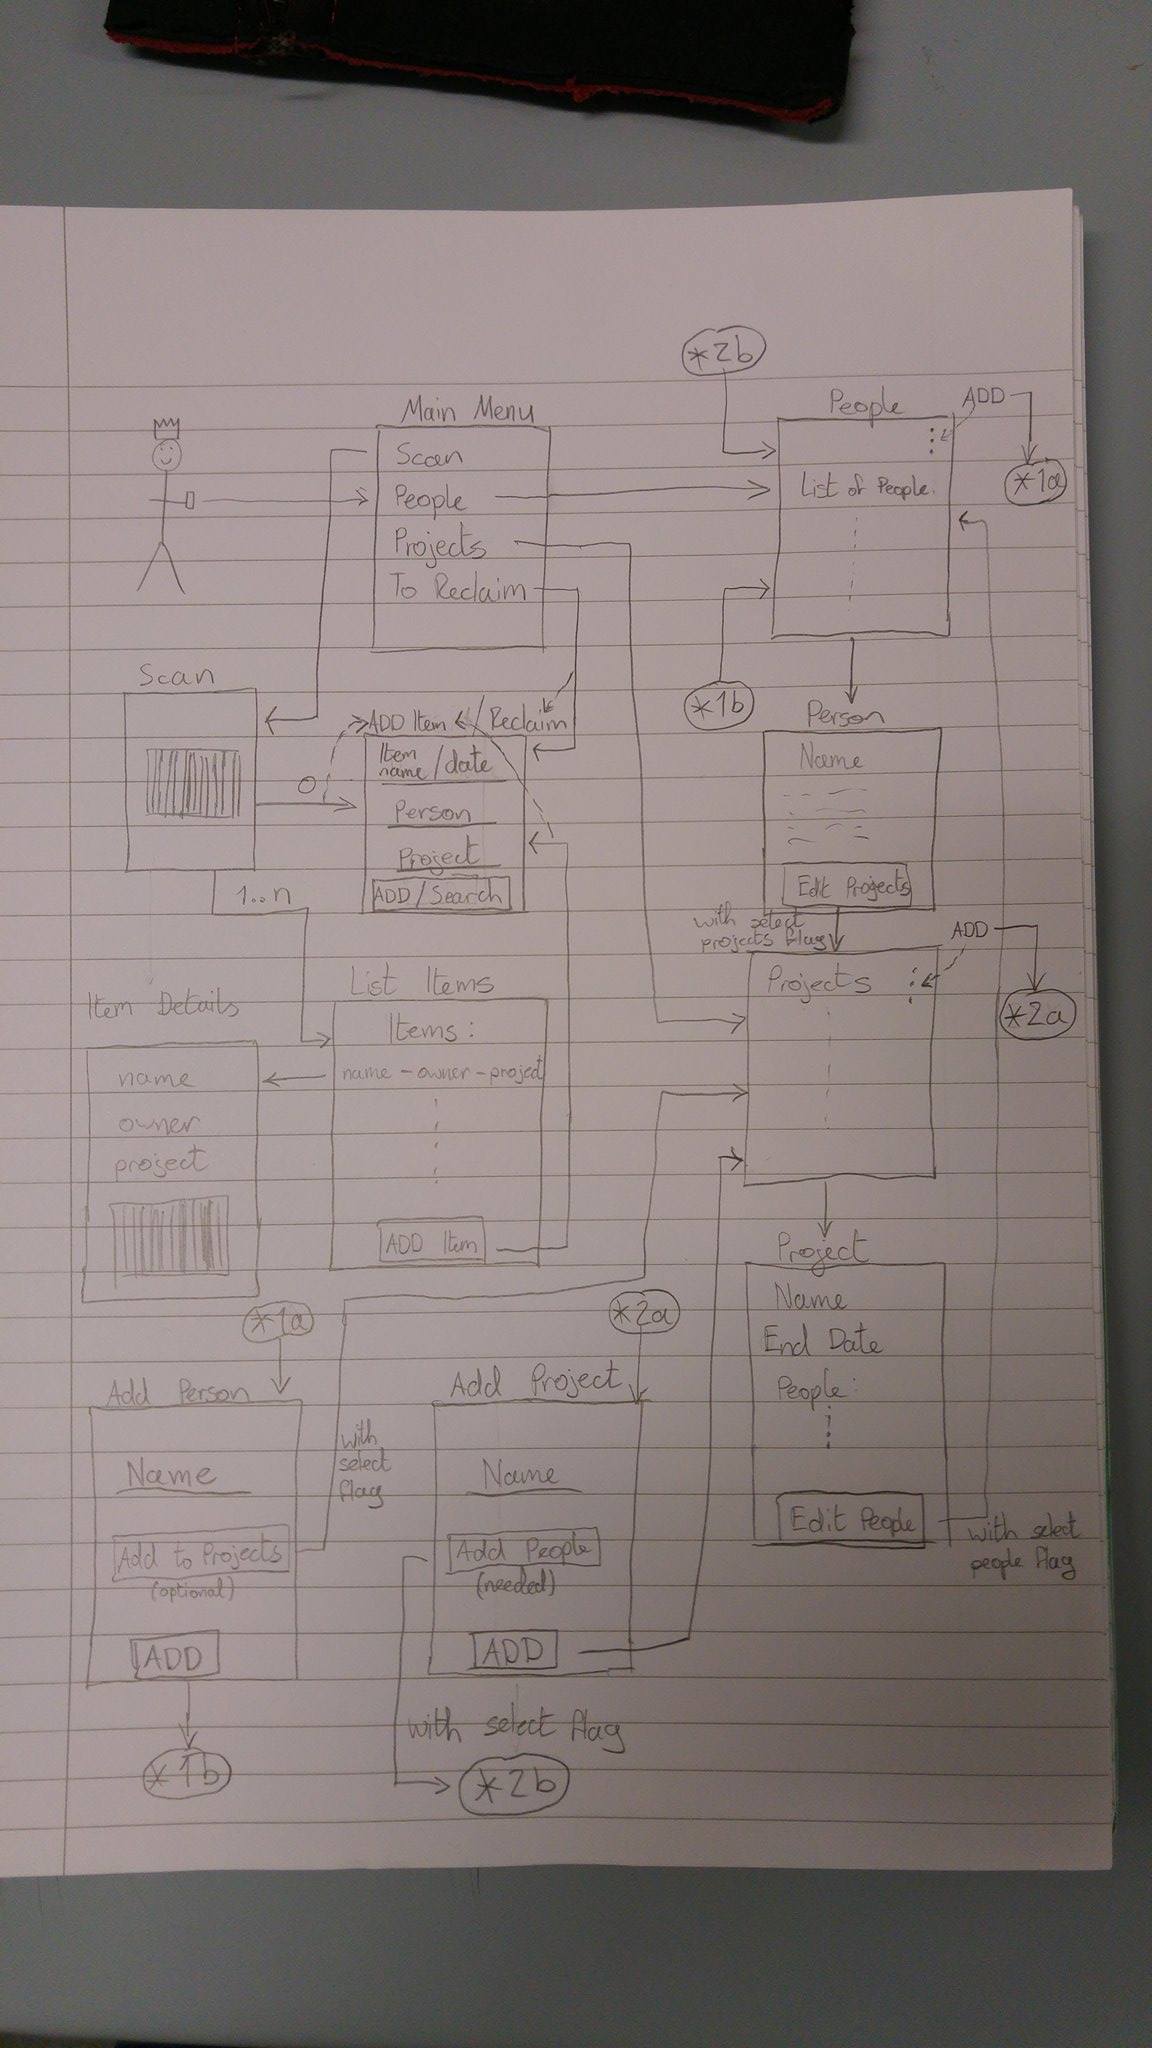 *2b
Main Menu
Scan
People
Projects
To Reclaim
People
ADD
List of People.
*1a
*1b
Scan
O
1..n
ADD Item / Reclaim
Item
name / date
Person
Project
ADD / Search
Person
Name
Edit Projects
with select
projects flag
Projects
ADD
*2a
Item Details
name
owner
project
List Items
Items:
name - owner - project
ADD Item
Project
Name
End Date
People:
Edit People
with select
people flag
*1a
Add Person
Name
Add to Projects
(optional)
ADD
*1b
with
select
flag
*2a
Add Project
Name
Add People
(needed)
ADD
with select flag
*2b